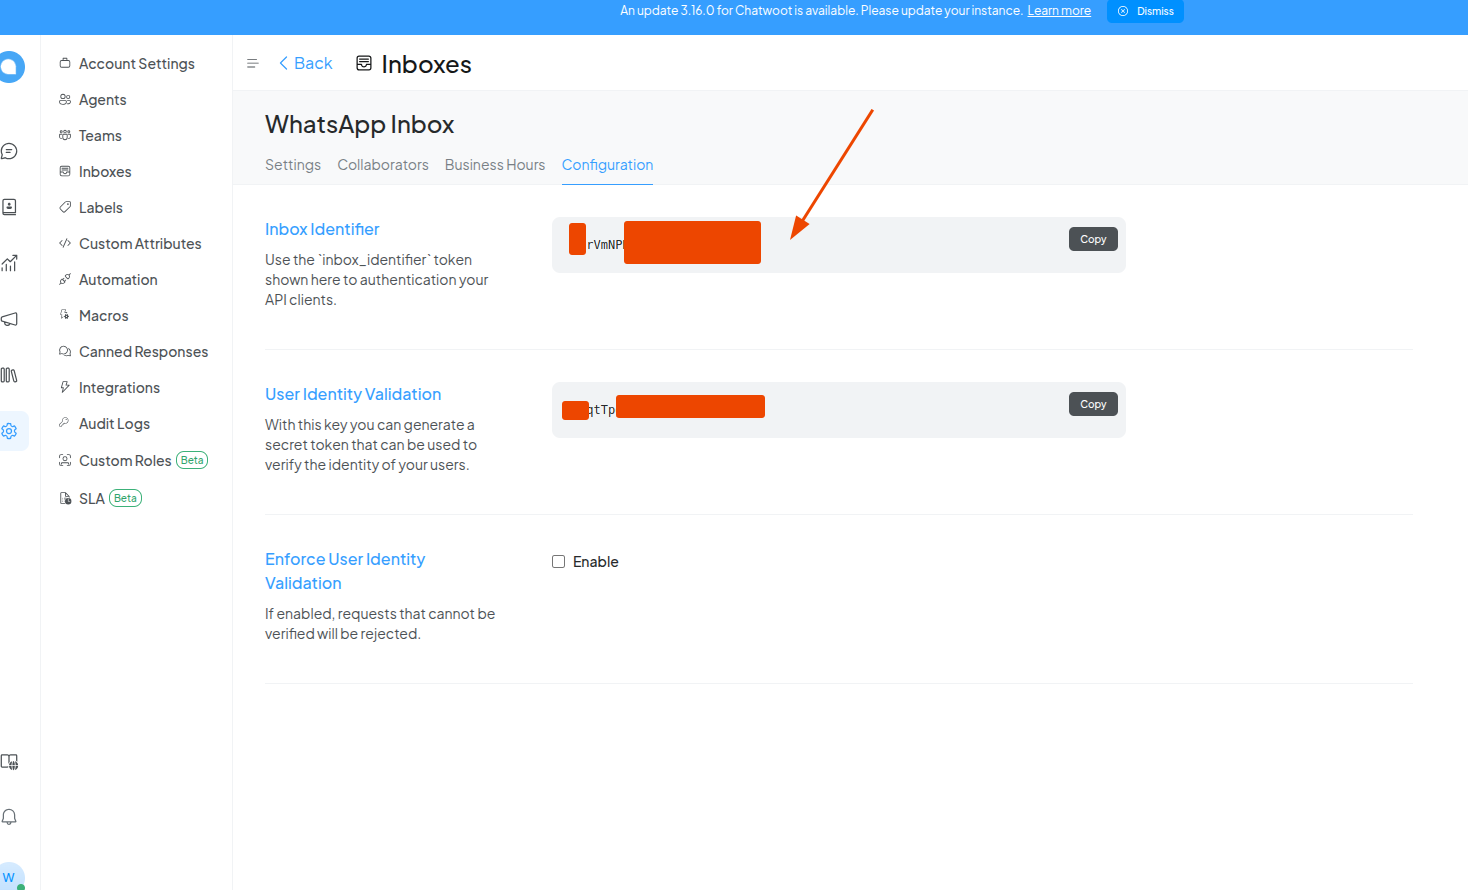 An update 3.16.0 for Chatwoot is available. Please update your instance. Learn more
Dismiss
Account Settings
Agents
Teams
Inboxes
Labels
Custom Attributes
Automation
Macros
Canned Responses
Integrations
Audit Logs
Custom Roles Beta
SLA Beta
W
Back
Inboxes
WhatsApp Inbox
Settings Collaborators Business Hours Configuration
Inbox Identifier
Use the `inbox_identifier` token
shown here to authentication your
API clients.
rVmNP
Copy
User Identity Validation
With this key you can generate a
secret token that can be used to
verify the identity of your users.
qtTp
Copy
Enforce User Identity
Validation
If enabled, requests that cannot be
verified will be rejected.
Enable